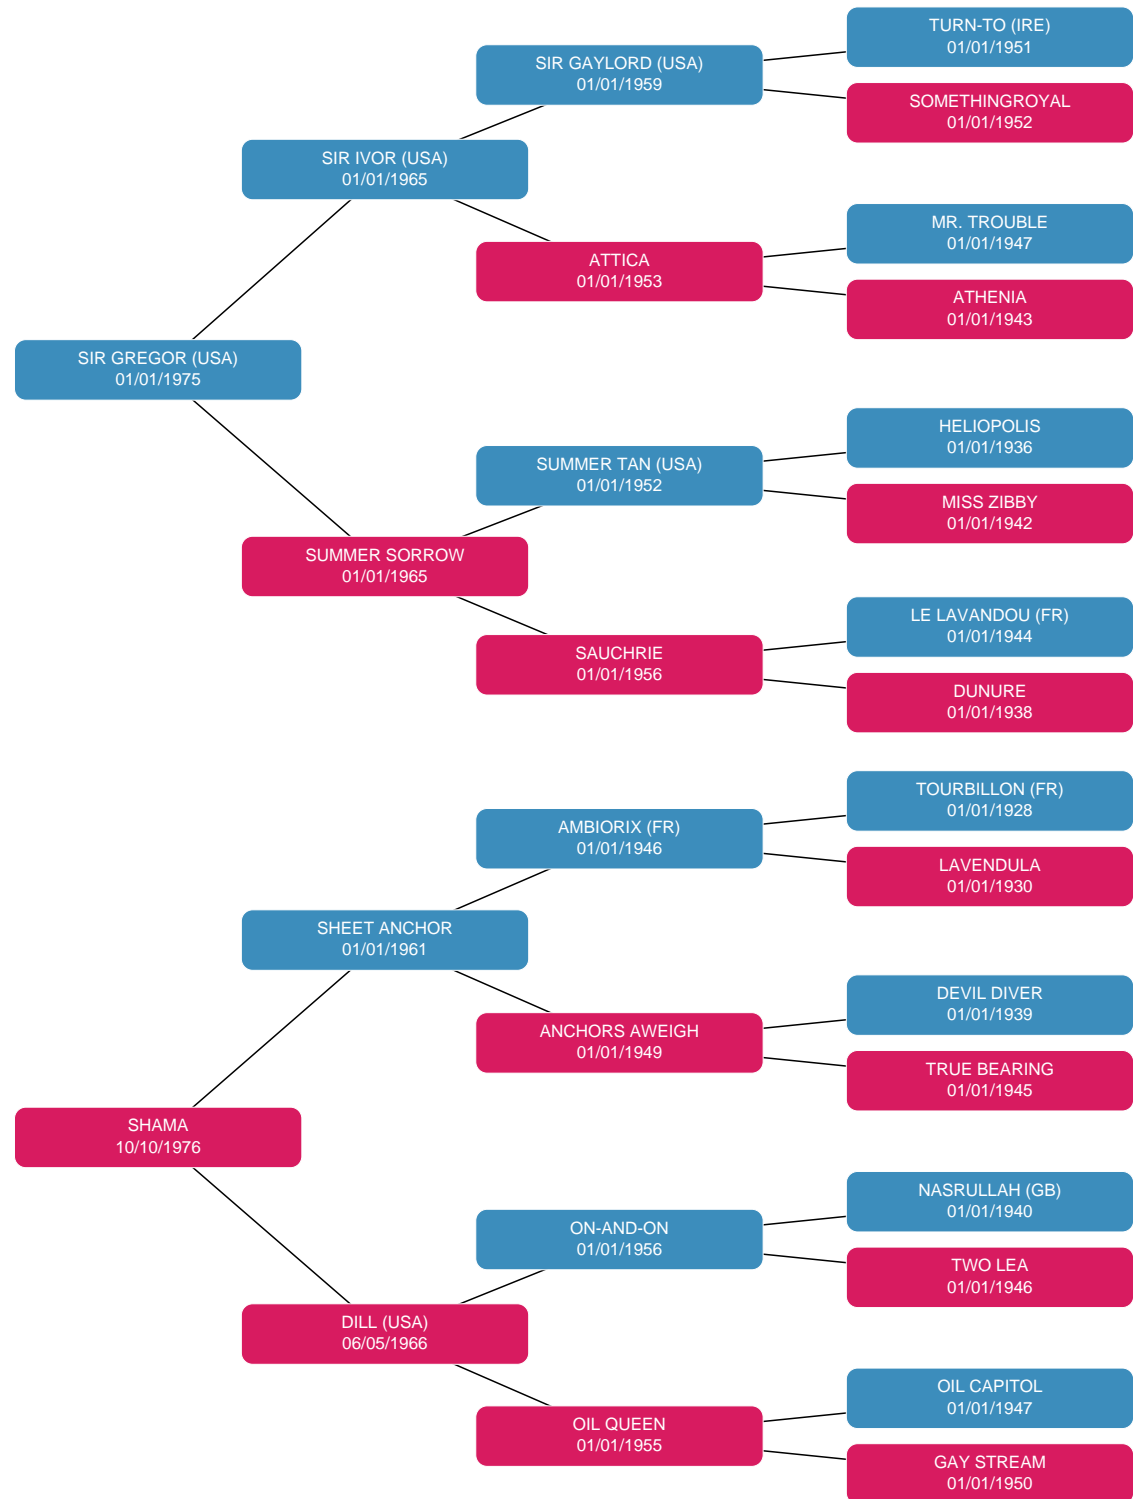 TURN-TO (IRE)
01/01/1951
SIR GAYLORD (USA)
01/01/1959
SOMETHINGROYAL
01/01/1952
SIR IVOR (USA)
01/01/1965
MR. TROUBLE
01/01/1947
ATTICA
01/01/1953
ATHENIA
01/01/1943
SIR GREGOR (USA)
01/01/1975
HELIOPOLIS
01/01/1936
SUMMER TAN (USA)
01/01/1952
MISS ZIBBY
01/01/1942
SUMMER SORROW
01/01/1965
LE LAVANDOU (FR)
01/01/1944
SAUCHRIE
01/01/1956
DUNURE
01/01/1938
TOURBILLON (FR)
01/01/1928
AMBIORIX (FR)
01/01/1946
LAVENDULA
01/01/1930
SHEET ANCHOR
01/01/1961
DEVIL DIVER
01/01/1939
ANCHORS AWEIGH
01/01/1949
TRUE BEARING
01/01/1945
SHAMA
10/10/1976
NASRULLAH (GB)
01/01/1940
ON-AND-ON
01/01/1956
TWO LEA
01/01/1946
DILL (USA)
06/05/1966
OIL CAPITOL
01/01/1947
OIL QUEEN
01/01/1955
GAY STREAM
01/01/1950